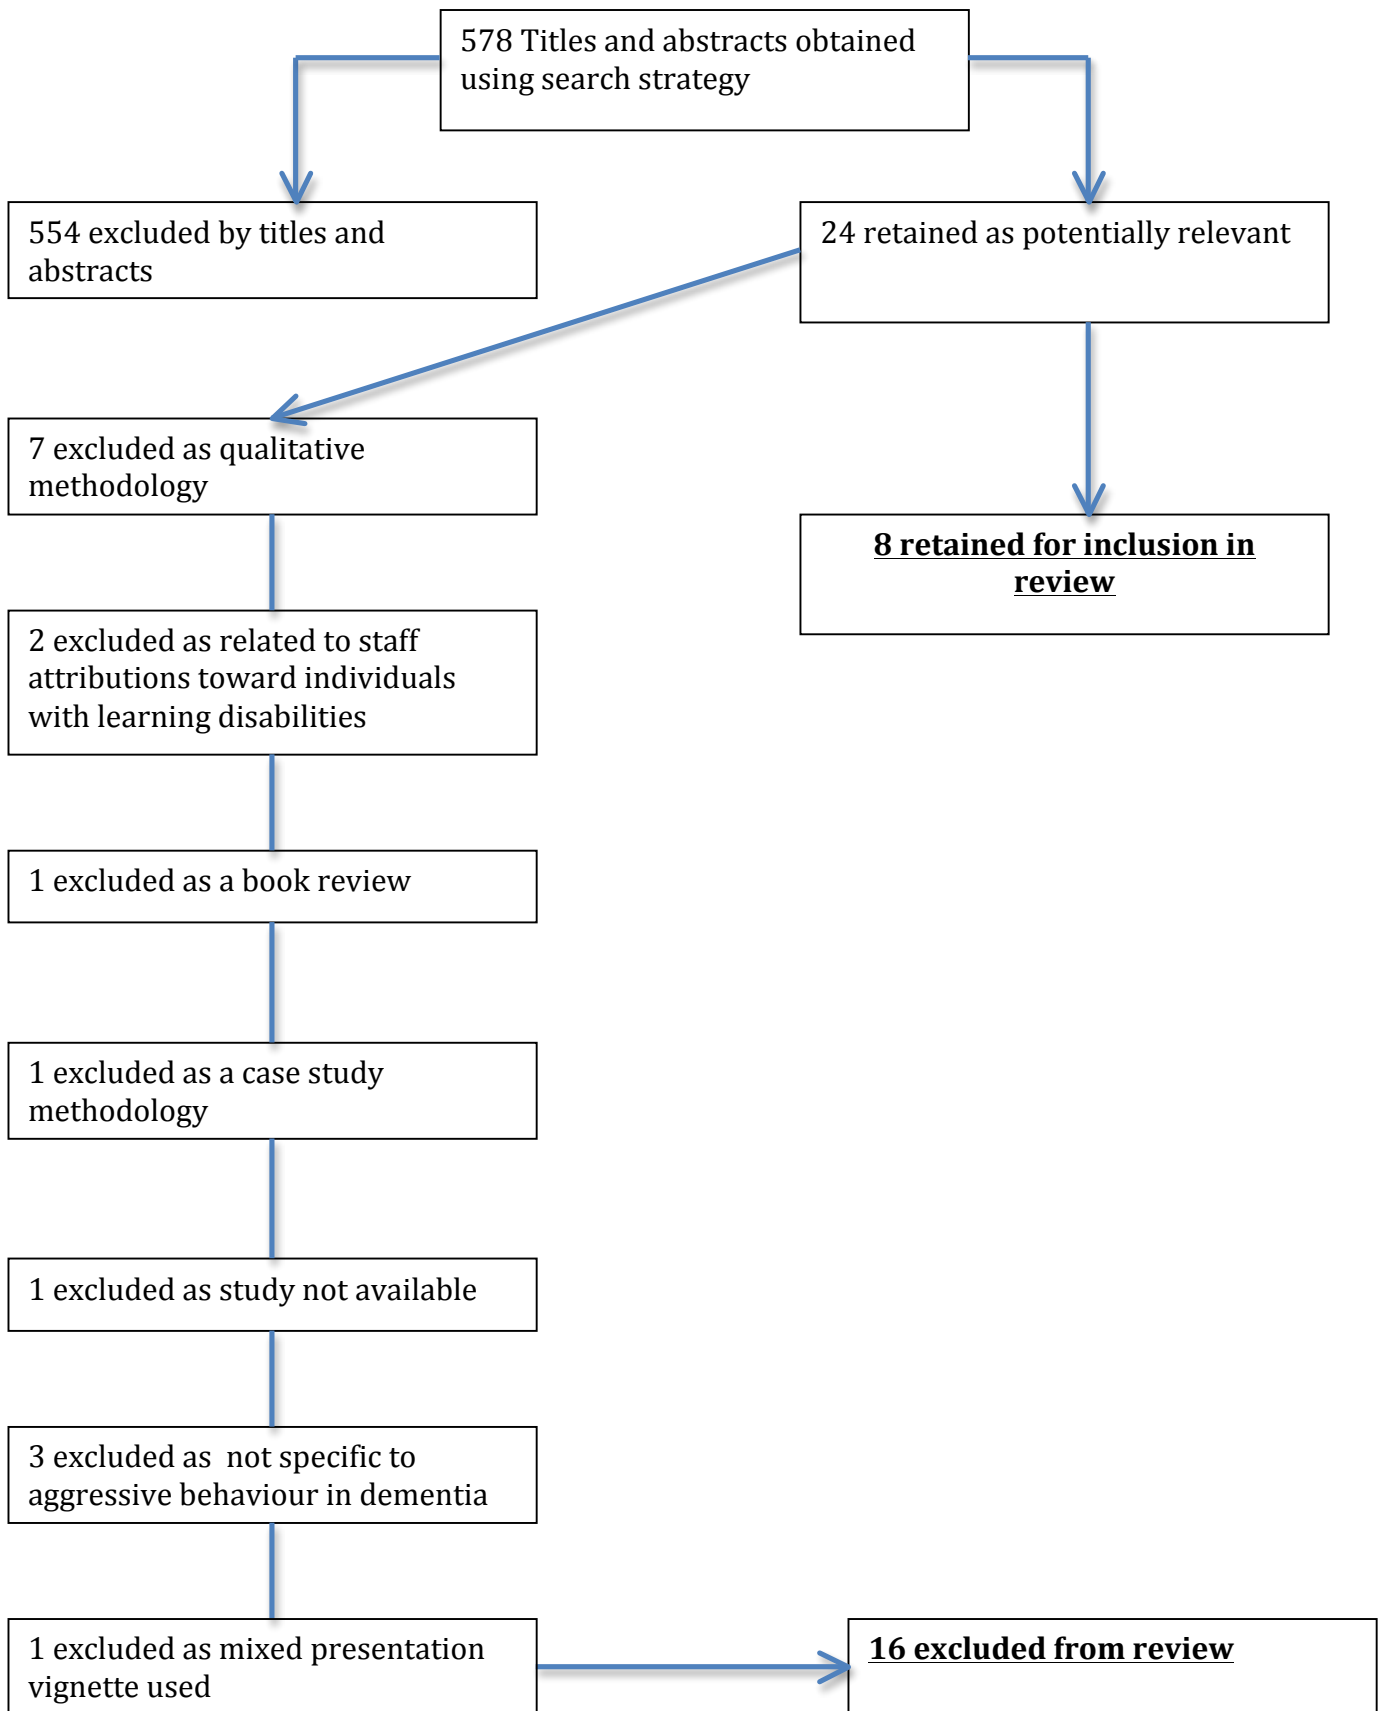 578 Titles and abstracts obtained
using search strategy
554 excluded by titles and
abstracts
24 retained as potentially relevant
7 excluded as qualitative
methodology
8 retained for inclusion in
review
2 excluded as related to staff
attributions toward individuals
with learning disabilities
1 excluded as a book review
1 excluded as a case study
methodology
1 excluded as study not available
3 excluded as  not specific to
aggressive behaviour in dementia
1 excluded as mixed presentation
vignette used
16 excluded from review